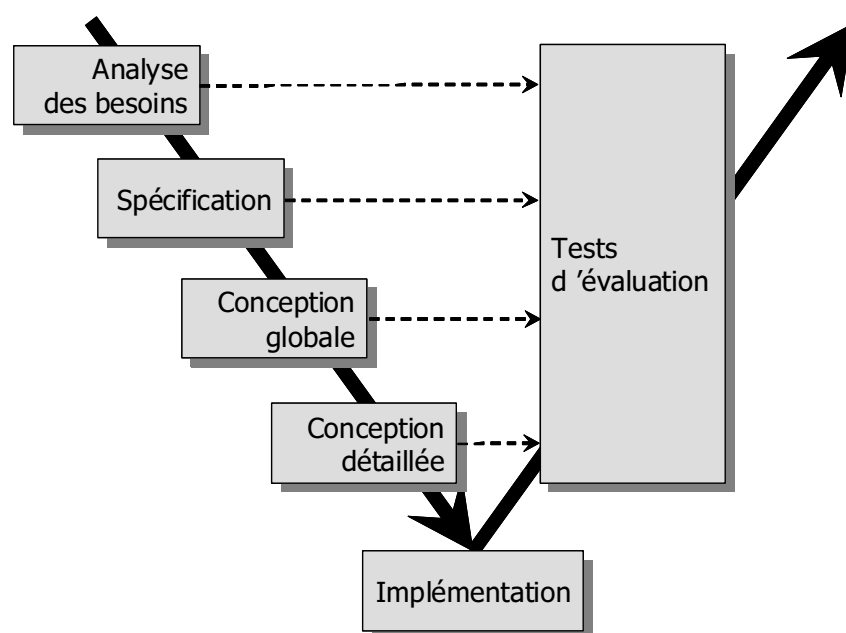 Analyse
des besoins
Spécification
Conception
globale
Conception
détaillée
Tests
d ’évaluation
Implémentation